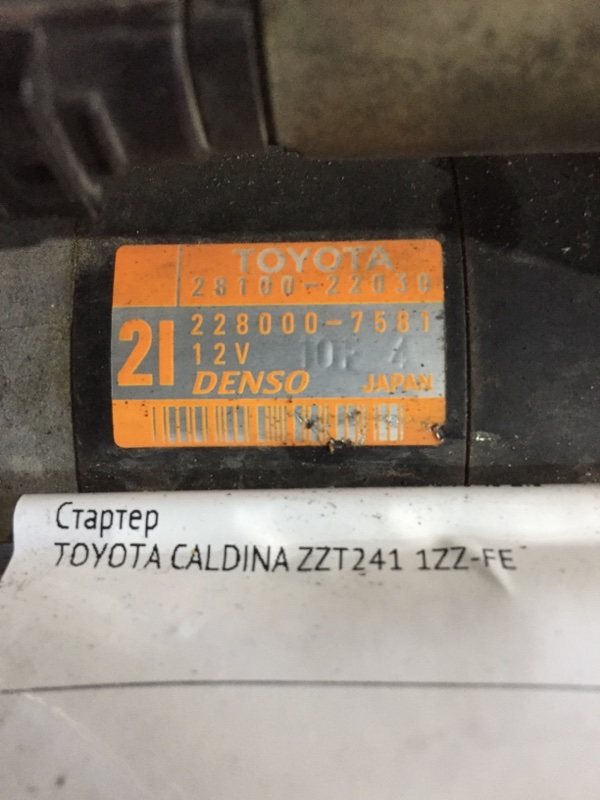 TOYOTA
28100-22030
21
228000-7581
12V
DENSO JAPAN
Стартер
TOYOTA CALDINA ZZT241 1ZZ-FE